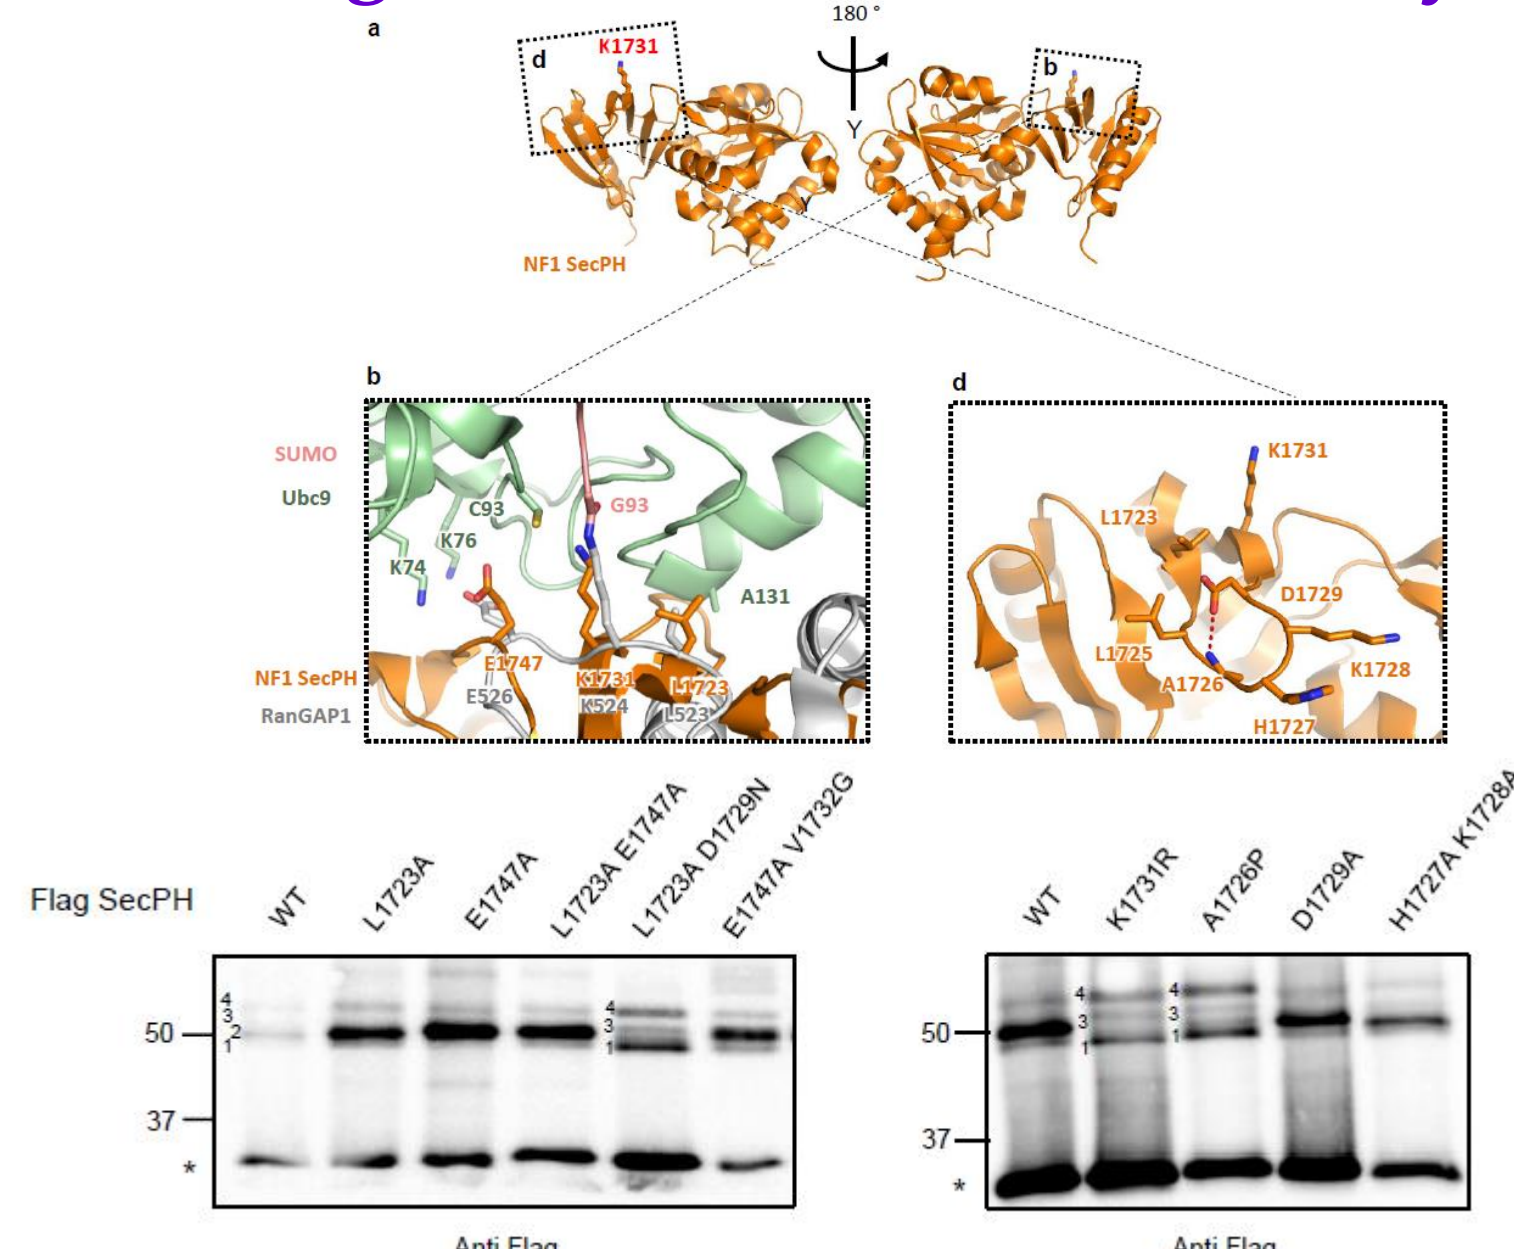 a
180 °
K1731
d
b
Y
Y
NF1 SecPH
b
d
SUMO
Ubc9
C93
G93
K76
K74
A131
NF1 SecPH
RanGAP1
E1747
E526
K1731
K524
L1723
L523
K1731
L1723
D1729
L1725
A1726
K1728
H1727
Flag SecPH
WT
L1723A
E1747A
L1723A E1747A
L1723A D1729N
E1747A V1732G
WT
K1731R
A1726P
D1729A
H1727A K1728A
4
3
2
1
4
3
1
50
37
*
4
3
1
4
3
1
50
37
*
Anti Flag
Anti Flag